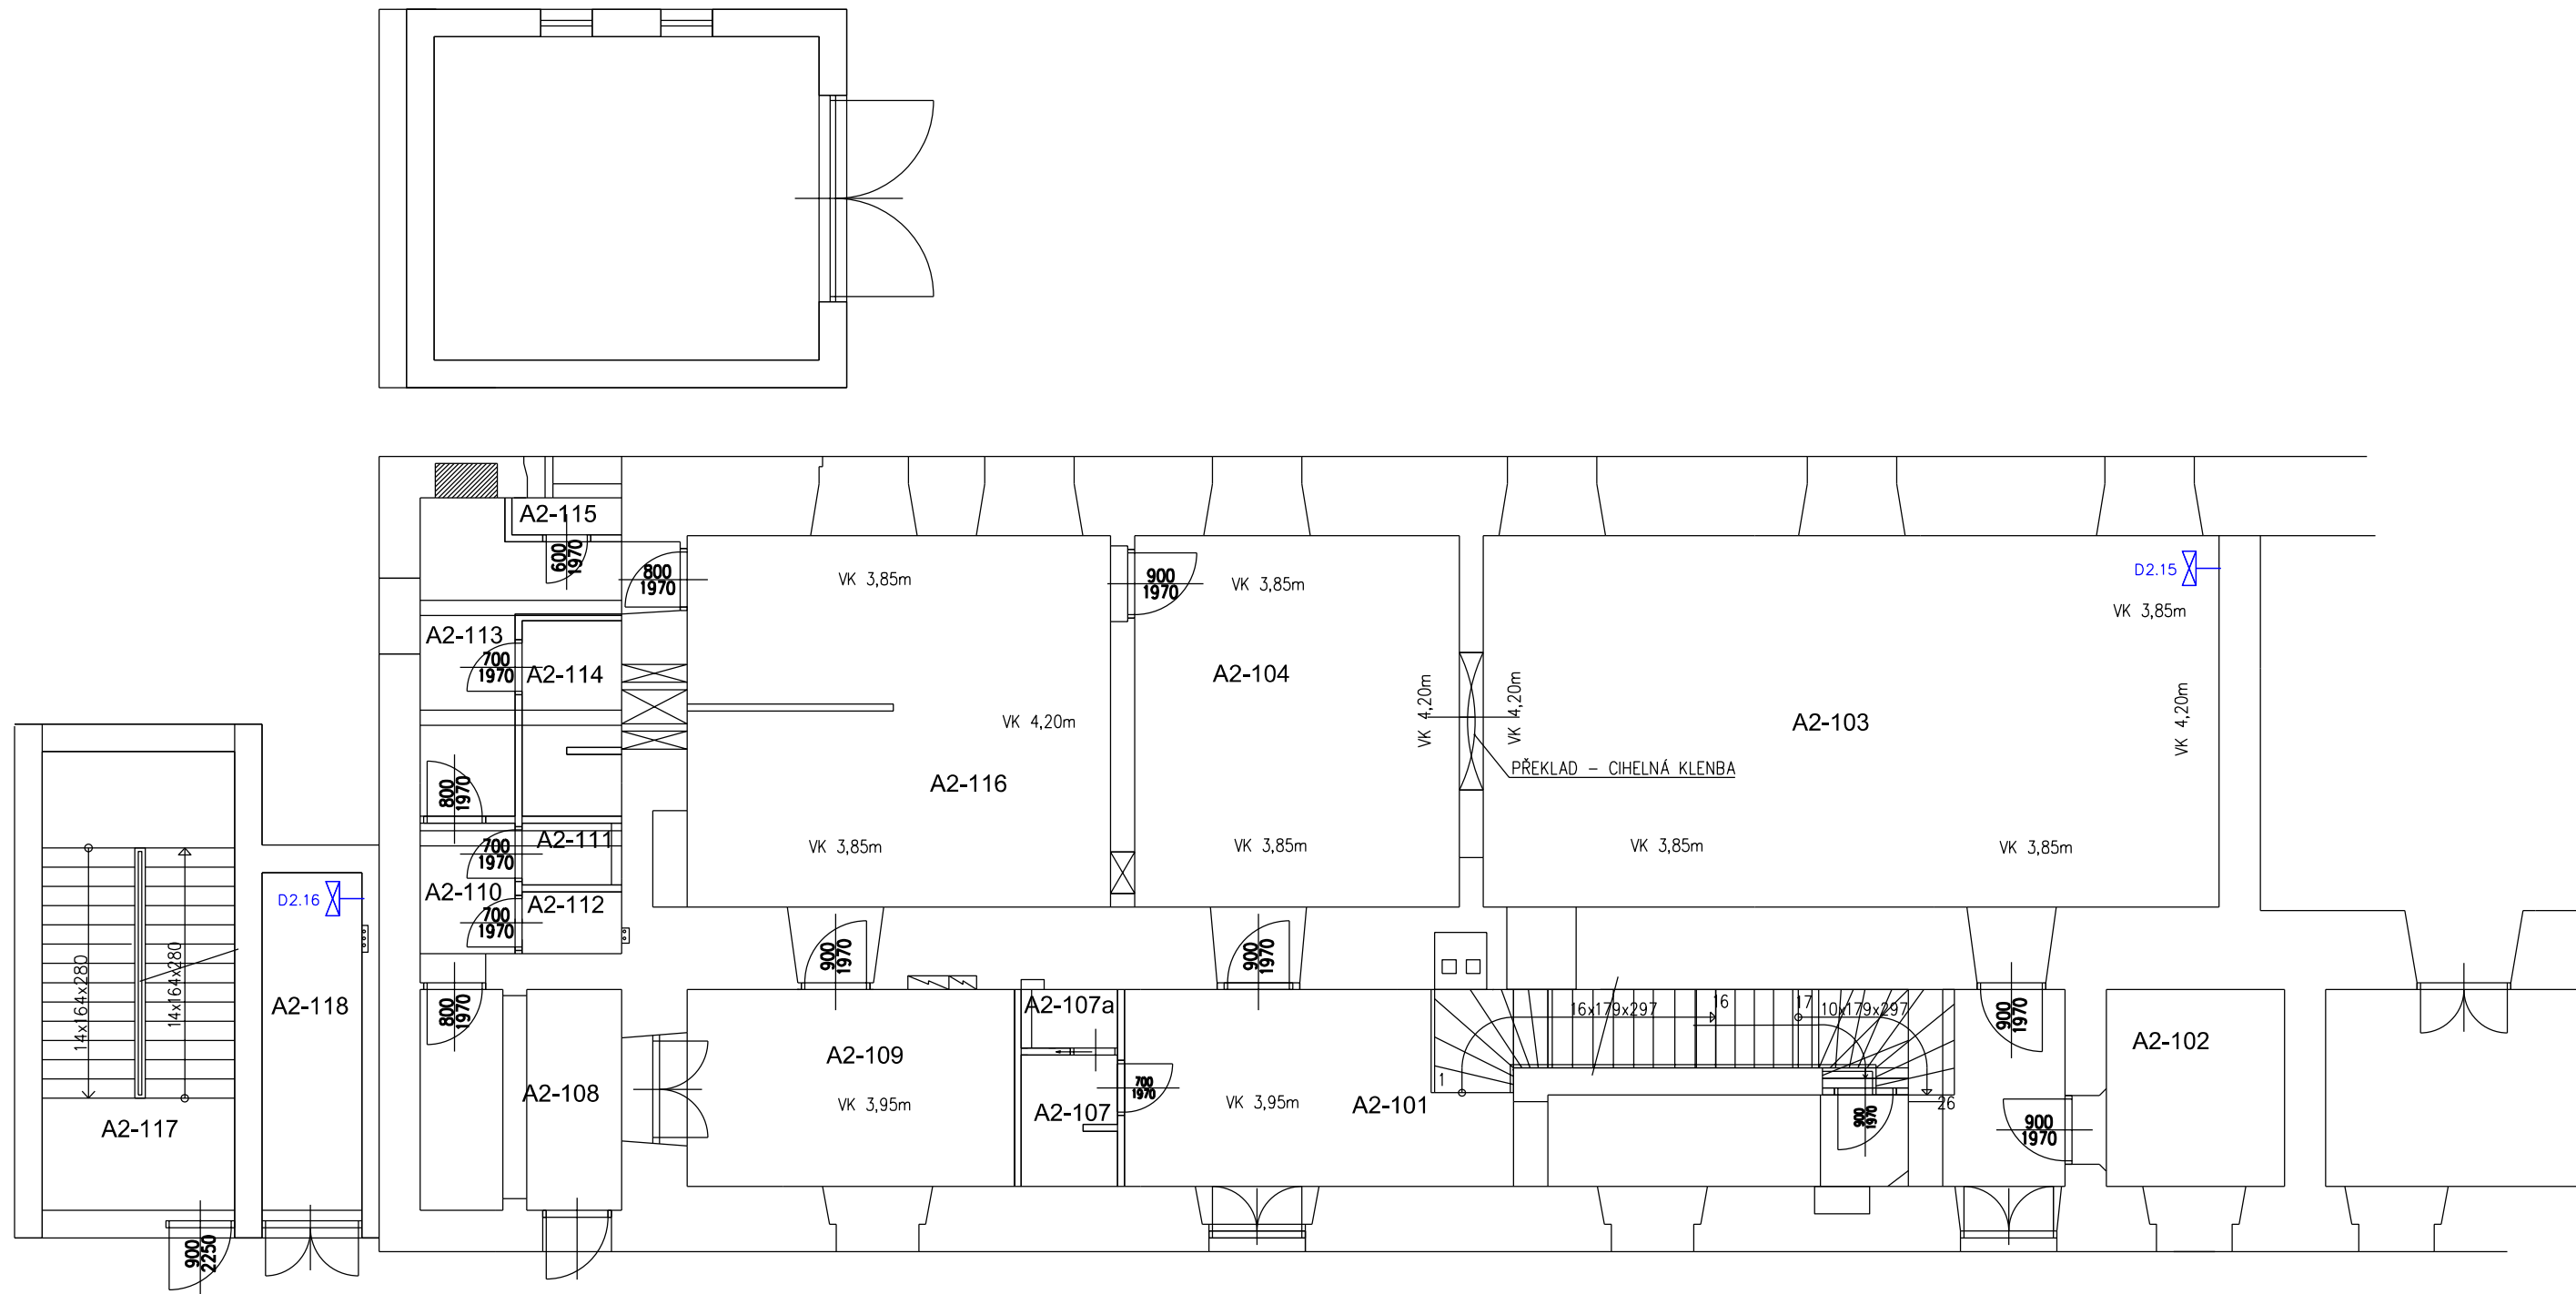 A2-115
600
1970
800
1970
VK 3,85m
900
1970
VK 3,85m
D2.15
VK 3,85m
A2-113
700
1970
A2-114
A2-104
VK 4,20m
VK 4,20m
VK 4,20m
A2-103
VK 4,20m
PŘEKLAD – CIHELNÁ KLENBA
800
1970
A2-116
A2-111
700
1970
VK 3,85m
VK 3,85m
VK 3,85m
VK 3,85m
D2.16
A2-110
A2-112
700
1970
900
1970
900
1970
14x164x280
14x164x280
A2-118
800
1970
A2-107a
16x179x297
16
17
10x179x297
900
1970
A2-109
A2-102
A2-108
VK 3,95m
700
1970
A2-107
VK 3,95m
A2-101
1
900
1970
26
900
1970
A2-117
900
2250